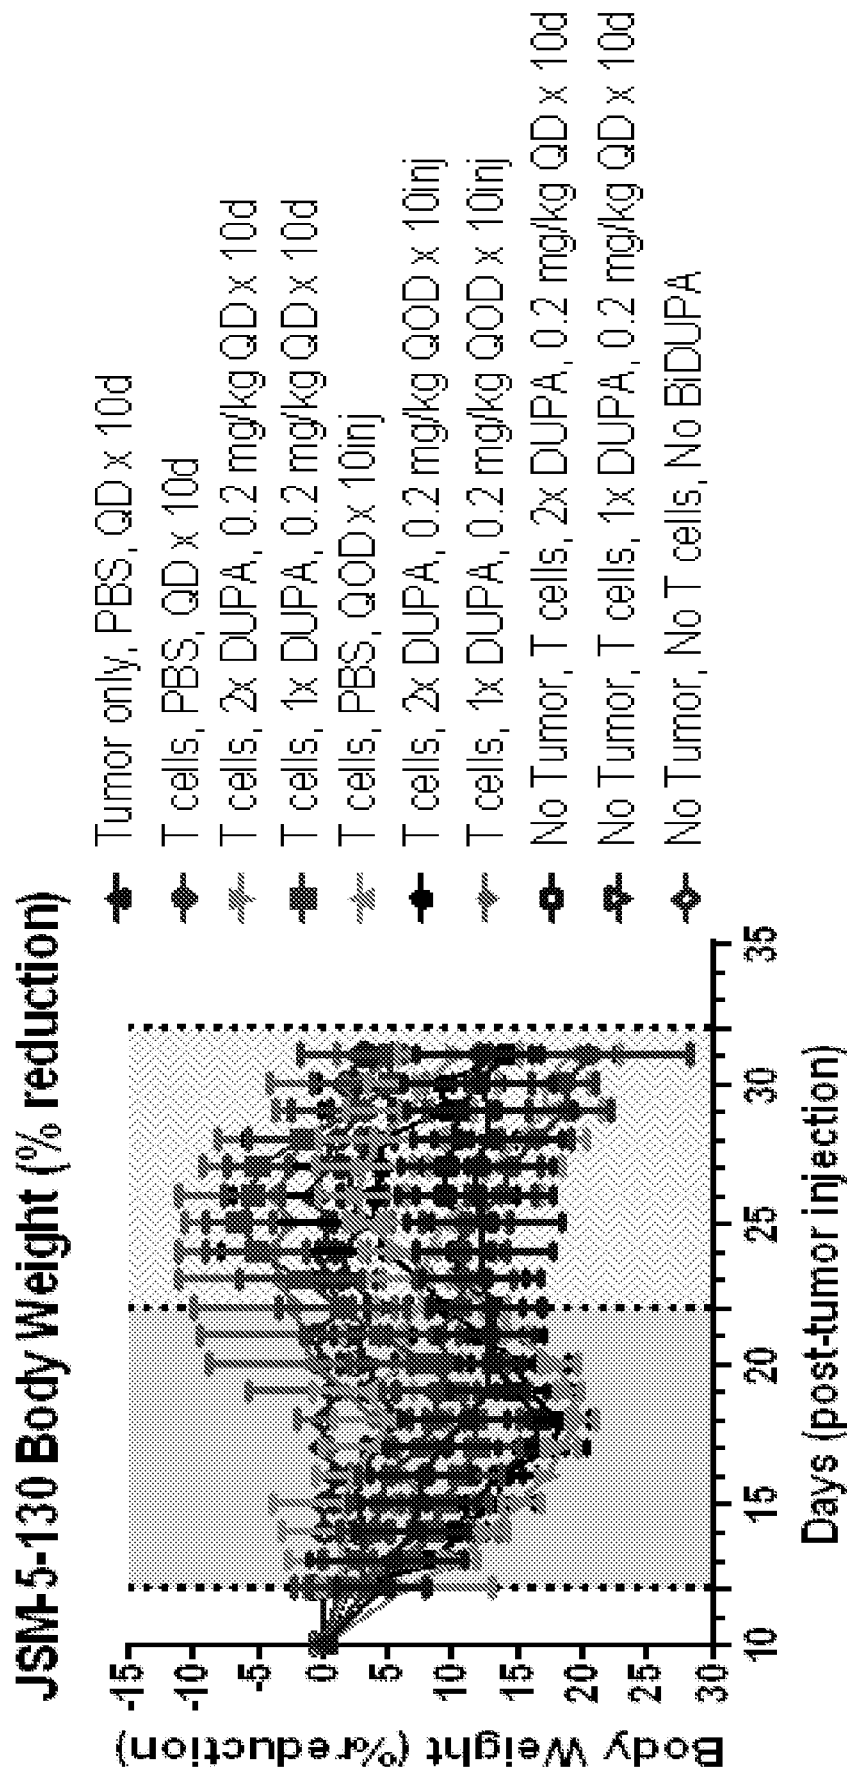 JSM-5-130 Body Weight (% reduction)
Body Weight (% reduction)
-15
-10
-5
0
5
10
15
20
25
30
10
15
20
25
30
35
Days (post-tumor injection)
Tumor only, PBS, QD x 10d
T cells, PBS, QD x 10d
T cells, 2x DUPA, 0.2 mg/kg QD x 10d
T cells, 1x DUPA, 0.2 mg/kg QD x 10d
T cells, PBS, QOD x 10inj
T cells, 2x DUPA, 0.2 mg/kg QOD x 10inj
T cells, 1x DUPA, 0.2 mg/kg QOD x 10inj
No Tumor, T cells, 2x DUPA, 0.2 mg/kg QD x 10d
No Tumor, T cells, 1x DUPA, 0.2 mg/kg QD x 10d
No Tumor, No T cells, No BiDUPA